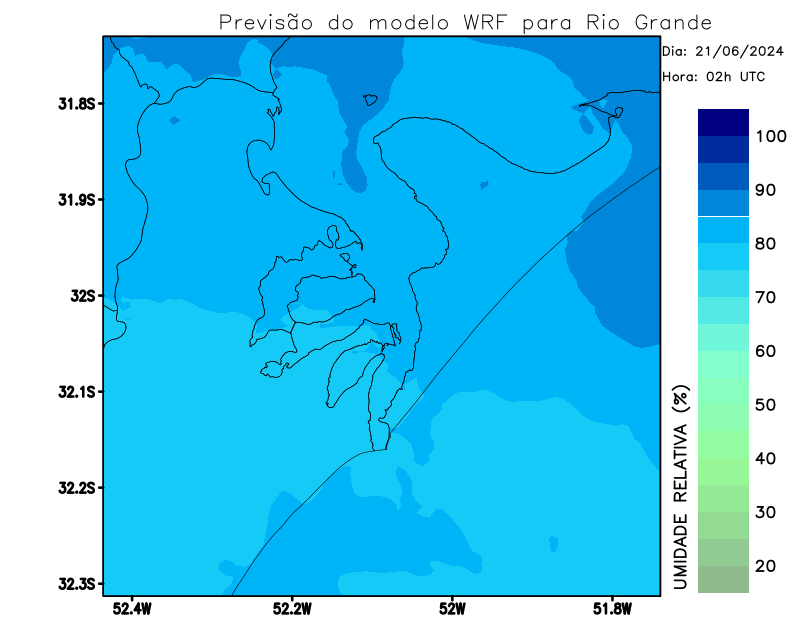 Previsão do modelo WRF para Rio Grande
Dia: 21/06/2024
Hora: 02h UTC
31.8S
31.9S
32S
32.1S
32.2S
32.3S
52.4W
52.2W
52W
51.8W
100
90
80
70
60
50
40
30
20
UMIDADE RELATIVA (%)